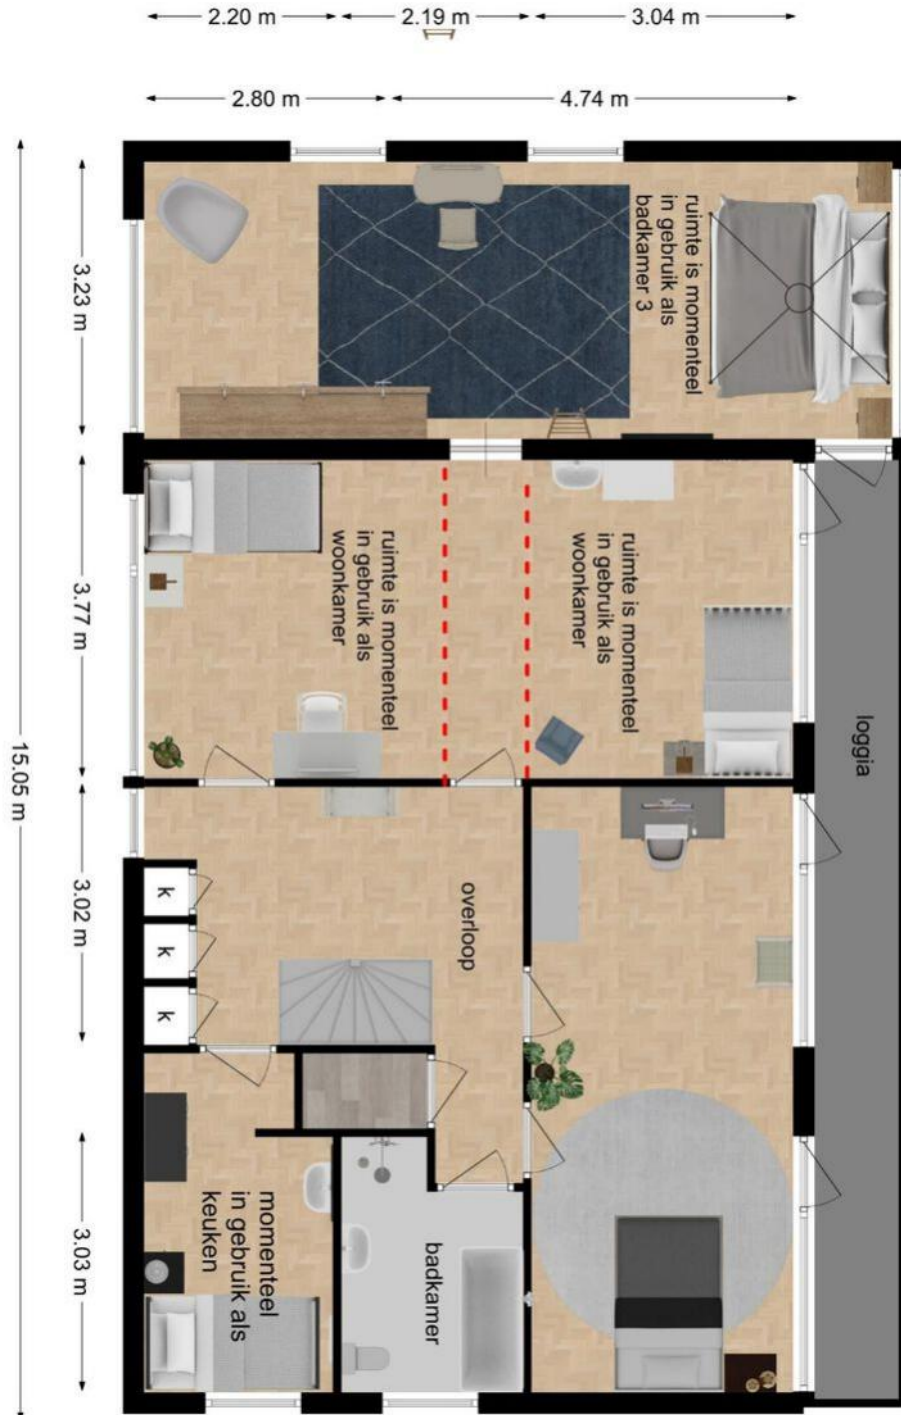 2.20 m
2.19 m
3.04 m
2.80 m
4.74 m
15.05 m
3.23 m
3.77 m
3.02 m
3.03 m
ruimte is momenteel
in gebruik als
badkamer 3
ruimte is momenteel
in gebruik als
woonkamer
ruimte is momenteel
in gebruik als
woonkamer
loggia
overloop
k
k
k
momenteel
in gebruik als
keuken
badkamer